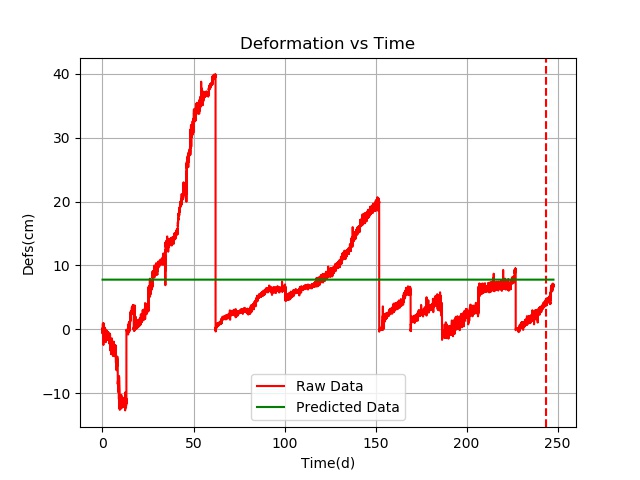 Deformation vs Time
Defs(cm)
40
30
20
10
0
−10
0 50 100 150 200 250
Time(d)
Raw Data
Predicted Data